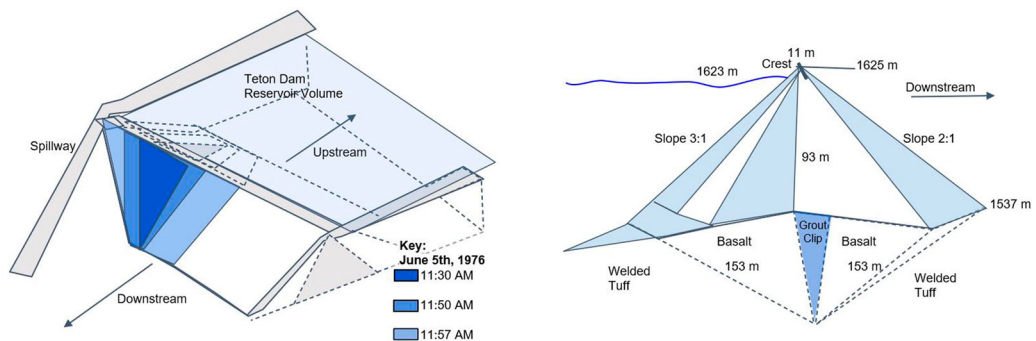 Teton Dam
Reservoir Volume
Spillway
Upstream
Key:
June 5th, 1976
11:30 AM
11:50 AM
11:57 AM
Downstream
11 m
Crest
1623 m
1625 m
Downstream
Slope 3:1
Slope 2:1
93 m
1537 m
Grout
Clip
Basalt
Basalt
153 m
153 m
Welded
Tuff
Welded
Tuff